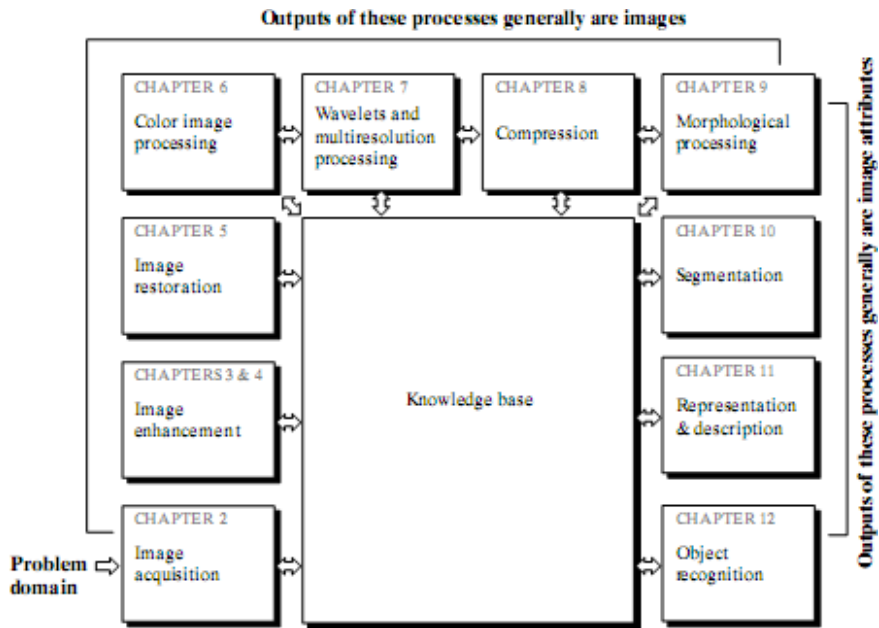 Outputs of these processes generally are images
CHAPTER 6
Color image
processing
CHAPTER 7
Wavelets and
multiresolution
processing
CHAPTER 8
Compression
CHAPTER 9
Morphological
processing
CHAPTER 5
Image
restoration
CHAPTERS 3 & 4
Image
enhancement
CHAPTER 2
Image
acquisition
Problem
domain
Knowledge base
CHAPTER 10
Segmentation
CHAPTER 11
Representation
& description
CHAPTER 12
Object
recognition
Outputs of these processes generally are image attributes